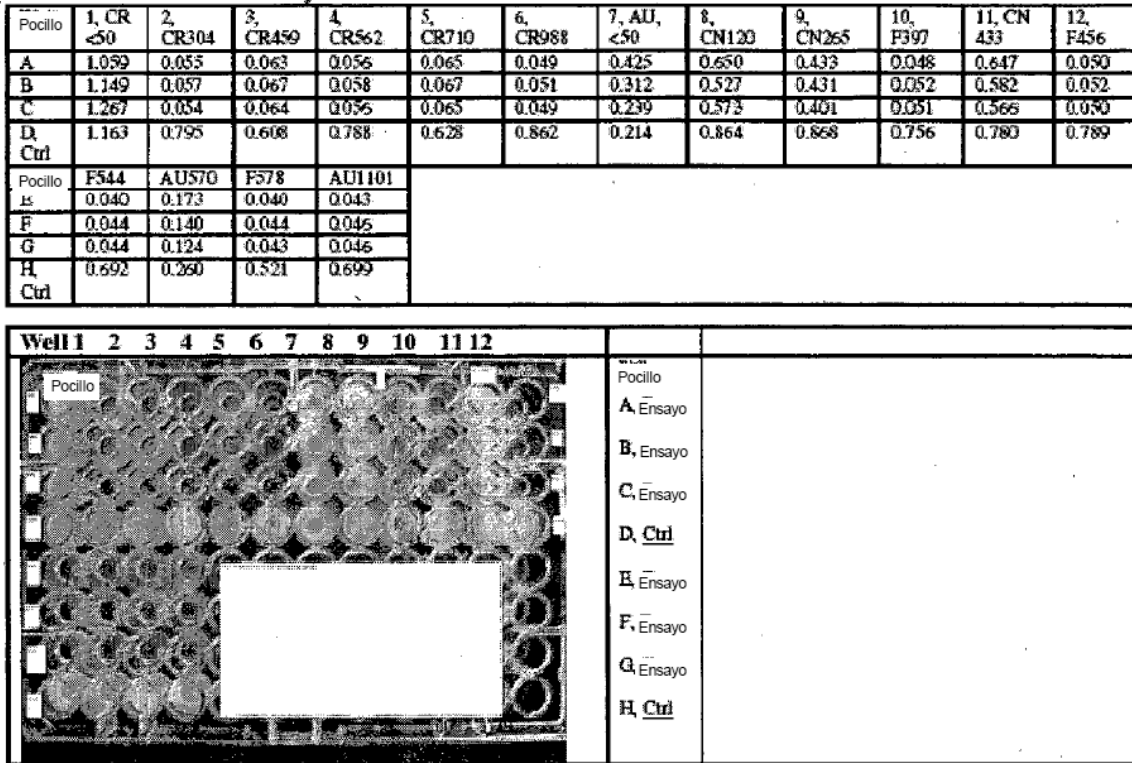 Pocillo 1, CR <50 2, CR304 3, CR459 4, CR562 5, CR710 6, CR988 7, AU, <50 8, CN120 9, CN265 10, F397 11, CN 433 12, F456
A 1.059 0.055 0.063 0.056 0.065 0.049 0.425 0.650 0.433 0.048 0.647 0.050
B 1.149 0.057 0.067 0.058 0.067 0.051 0.312 0.527 0.431 0.052 0.582 0.052
C 1.267 0.054 0.064 0.056 0.065 0.049 0.239 0.573 0.401 0.051 0.566 0.050
D, Ctrl 1.163 0.795 0.608 0.788 0.628 0.862 0.214 0.864 0.868 0.756 0.780 0.789
Pocillo F544 AU570 F578 AU1101
E 0.040 0.173 0.040 0.043
F 0.044 0.140 0.044 0.046
G 0.044 0.124 0.043 0.046
H, Ctrl 0.692 0.260 0.521 0.699
Well 1 2 3 4 5 6 7 8 9 10 11 12
Pocillo
Pocillo
A, Ensayo
B, Ensayo
C, Ensayo
D, Ctrl
E, Ensayo
F, Ensayo
G, Ensayo
H, Ctrl